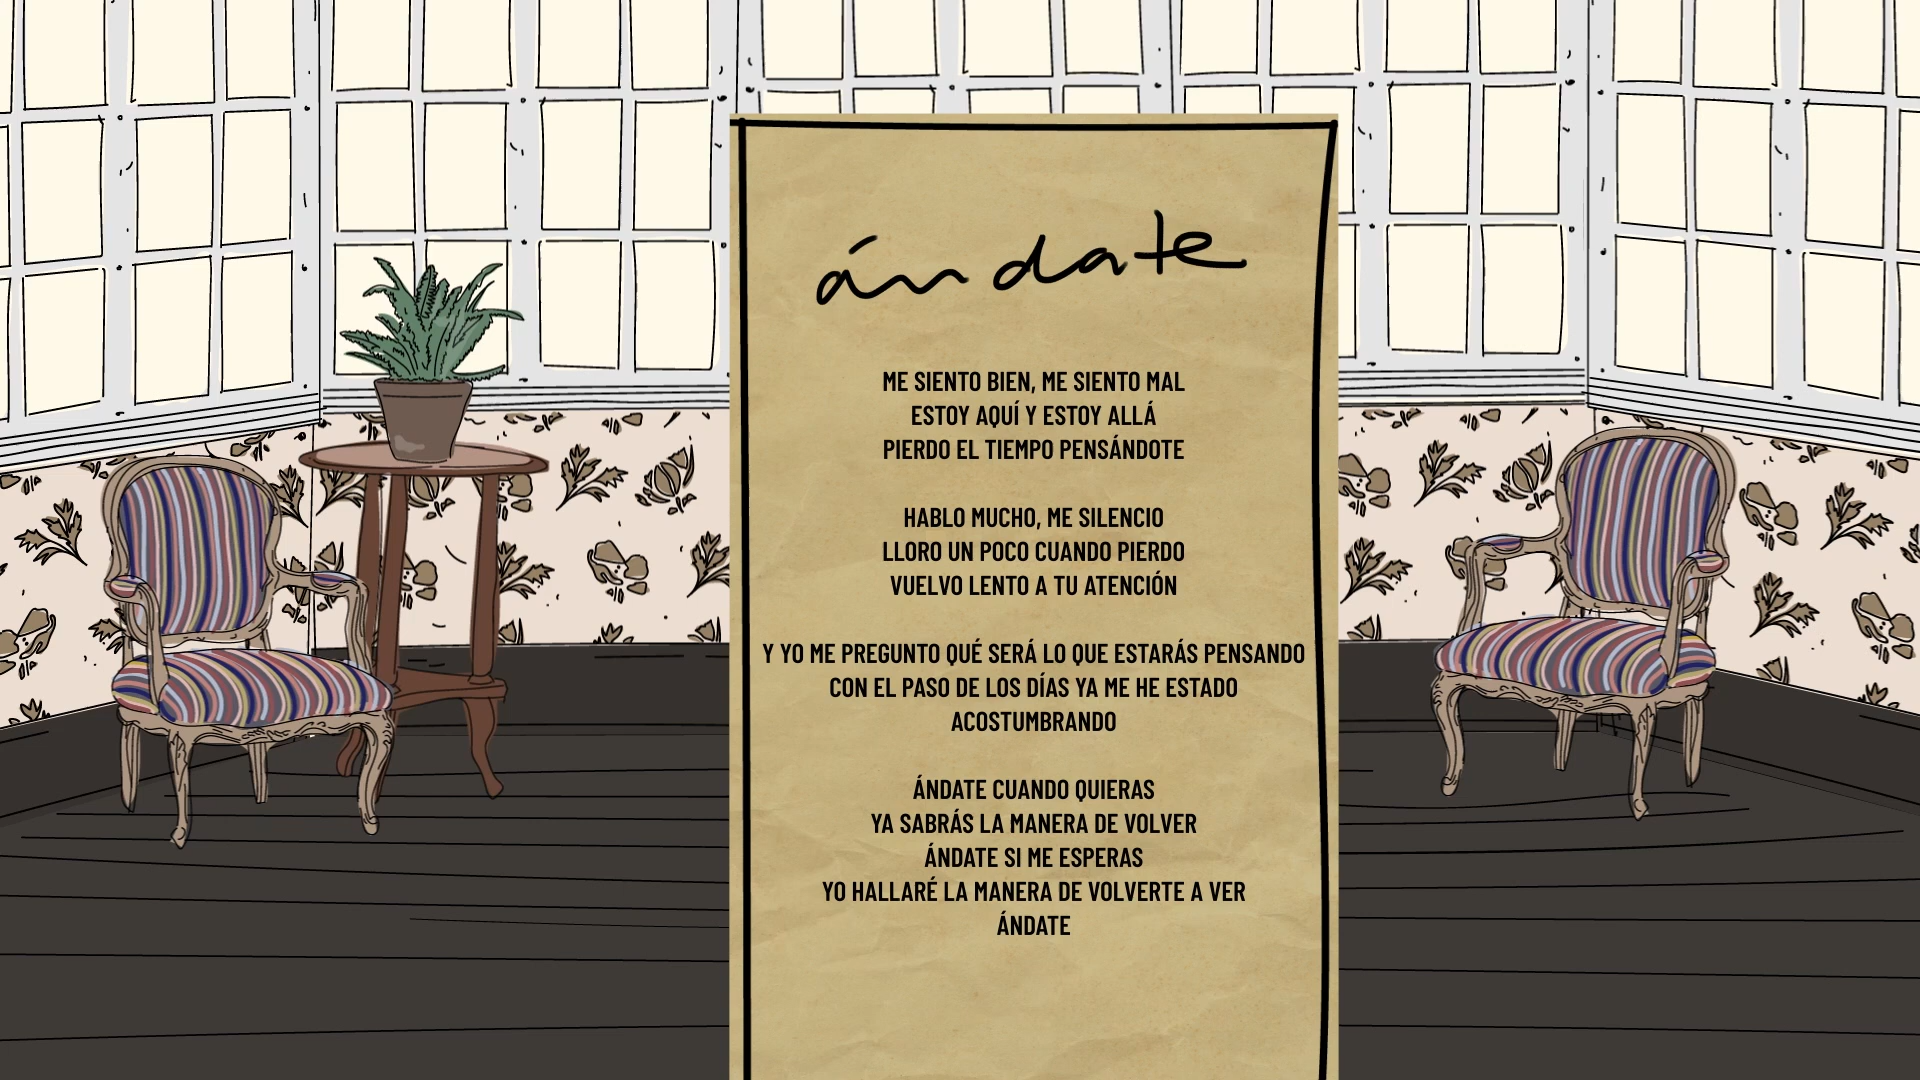 ándate
ME SIENTO BIEN, ME SIENTO MAL
ESTOY AQUÍ Y ESTOY ALLÁ
PIERDO EL TIEMPO PENSÁNDOTE
HABLO MUCHO, ME SILENCIO
LLORO UN POCO CUANDO PIERDO
VUELVO LENTO A TU ATENCIÓN
Y YO ME PREGUNTO QUÉ SERÁ LO QUE ESTARÁS PENSANDO
CON EL PASO DE LOS DÍAS YA ME HE ESTADO
ACOSTUMBRANDO
ÁNDATE CUANDO QUIERAS
YA SABRÁS LA MANERA DE VOLVER
ÁNDATE SI ME ESPERAS
YO HALLARÉ LA MANERA DE VOLVERTE A VER
ÁNDATE